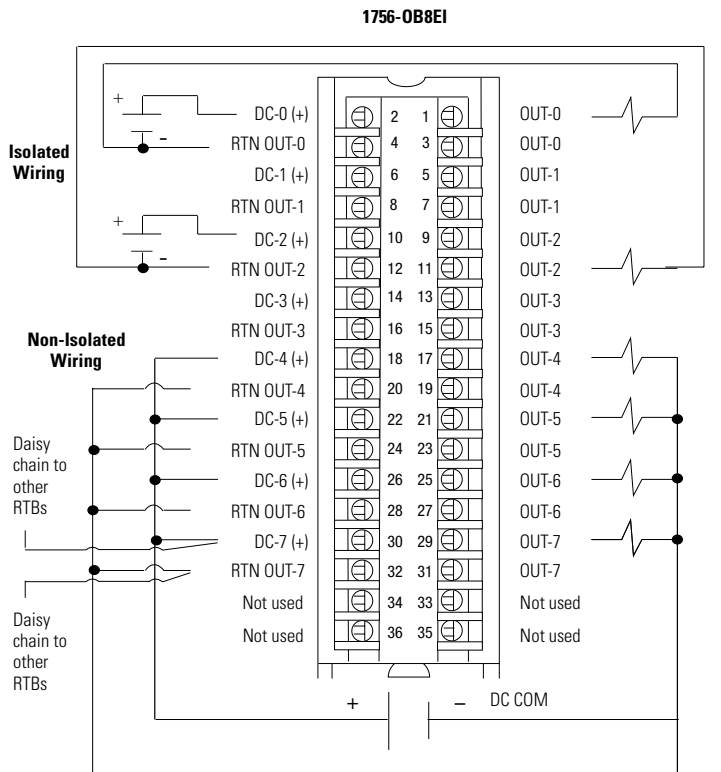 1756-OB8EI
Isolated
Wiring
+
–
+
–
DC-0 (+) 2 1 OUT-0
RTN OUT-0 4 3 OUT-0
DC-1 (+) 6 5 OUT-1
RTN OUT-1 8 7 OUT-1
DC-2 (+) 10 9 OUT-2
RTN OUT-2 12 11 OUT-2
DC-3 (+) 14 13 OUT-3
RTN OUT-3 16 15 OUT-3
Non-Isolated
Wiring
DC-4 (+) 18 17 OUT-4
RTN OUT-4 20 19 OUT-4
DC-5 (+) 22 21 OUT-5
RTN OUT-5 24 23 OUT-5
DC-6 (+) 26 25 OUT-6
RTN OUT-6 28 27 OUT-6
DC-7 (+) 30 29 OUT-7
RTN OUT-7 32 31 OUT-7
Not used 34 33 Not used
Not used 36 35 Not used
Daisy
chain to
other
RTBs
Daisy
chain to
other
RTBs
+ – DC COM